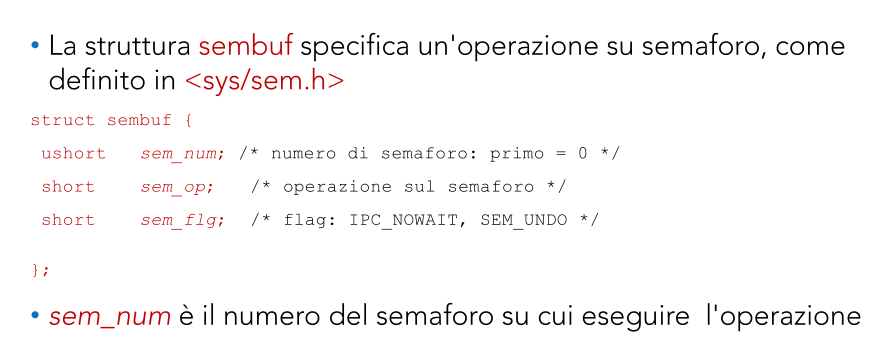 • La struttura sembuf specifica un'operazione su semaforo, come
definito in <sys/sem.h>
struct sembuf {
ushort sem_num; /* numero di semaforo: primo = 0 */
short sem_op; /* operazione sul semaforo */
short sem_flg; /* flag: IPC_NOWAIT, SEM_UNDO */
};
• sem_num è il numero del semaforo su cui eseguire l'operazione